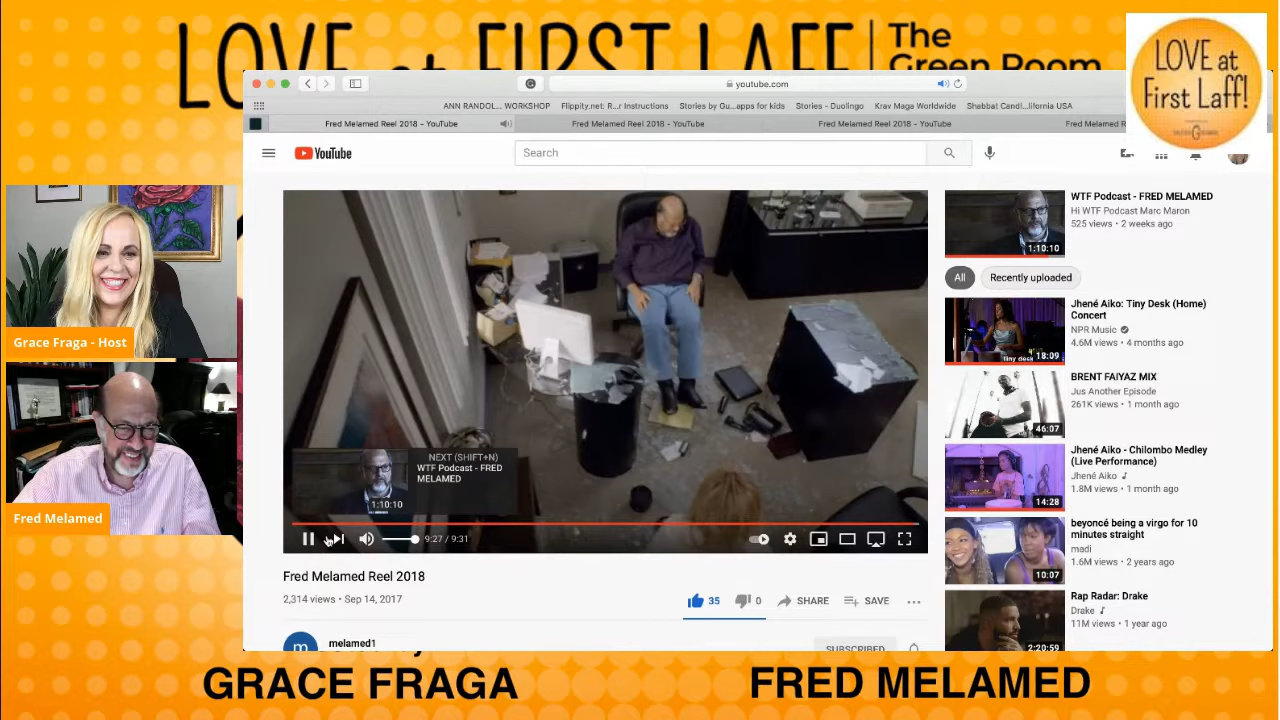 LOVE at FIRST LAFF
The
Green Room
LOVE at
First Laff!
youtube.com
ANN RANDOL... WORKSHOP
Flippity.net: R...r Instructions
Stories by Gu...apps for kids
Stories - Duolingo
Krav Maga Worldwide
Shabbat Candl...lifornia USA
Fred Melamed Reel 2018 - YouTube
Fred Melamed Reel 2018 - YouTube
Fred Melamed Reel 2018 - YouTube
Fred Melamed R
YouTube
Search
Grace Fraga - Host
Fred Melamed
NEXT (SHIFT+N)
WTF Podcast - FRED
MELAMED
1:10:10
9:27 / 9:31
Fred Melamed Reel 2018
2,314 views • Sep 14, 2017
35
0
SHARE
SAVE
m
melamed1
SUBSCRIBED
WTF Podcast - FRED MELAMED
Hi WTF Podcast Marc Maron
525 views • 2 weeks ago
1:10:10
All
Recently uploaded
Jhené Aiko: Tiny Desk (Home)
Concert
NPR Music
4.6M views • 4 months ago
tiny desk
18:09
BRENT FAIYAZ MIX
Jus Another Episode
261K views • 1 month ago
46:07
Jhené Aiko - Chilombo Medley
(Live Performance)
Jhené Aiko
1.8M views • 1 month ago
14:28
beyoncé being a virgo for 10
minutes straight
madi
1.6M views • 2 years ago
10:07
Rap Radar: Drake
Drake
11M views • 1 year ago
2:20:59
GRACE FRAGA
FRED MELAMED